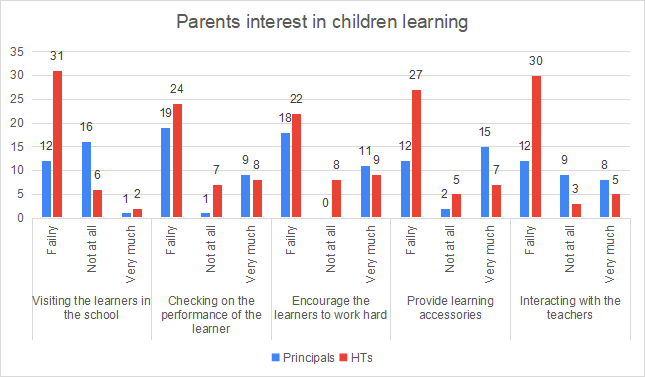 Parents interest in children learning
35
30
25
20
15
10
5
0
12 31 16 6 1 2 19 24 1 7 9 8 18 22 0 8 11 9 12 27 2 5 15 7 12 30 9 3 8 5
Failry Not at all Very much Failry Not at all Very much Failry Not at all Very much Failry Not at all Very much Failry Not at all Very much
Visiting the learners in
the school
Checking on the
performance of the
learner
Encourage the
learners to work hard
Provide learning
accessories
Interacting with the
teachers
Principals HTs